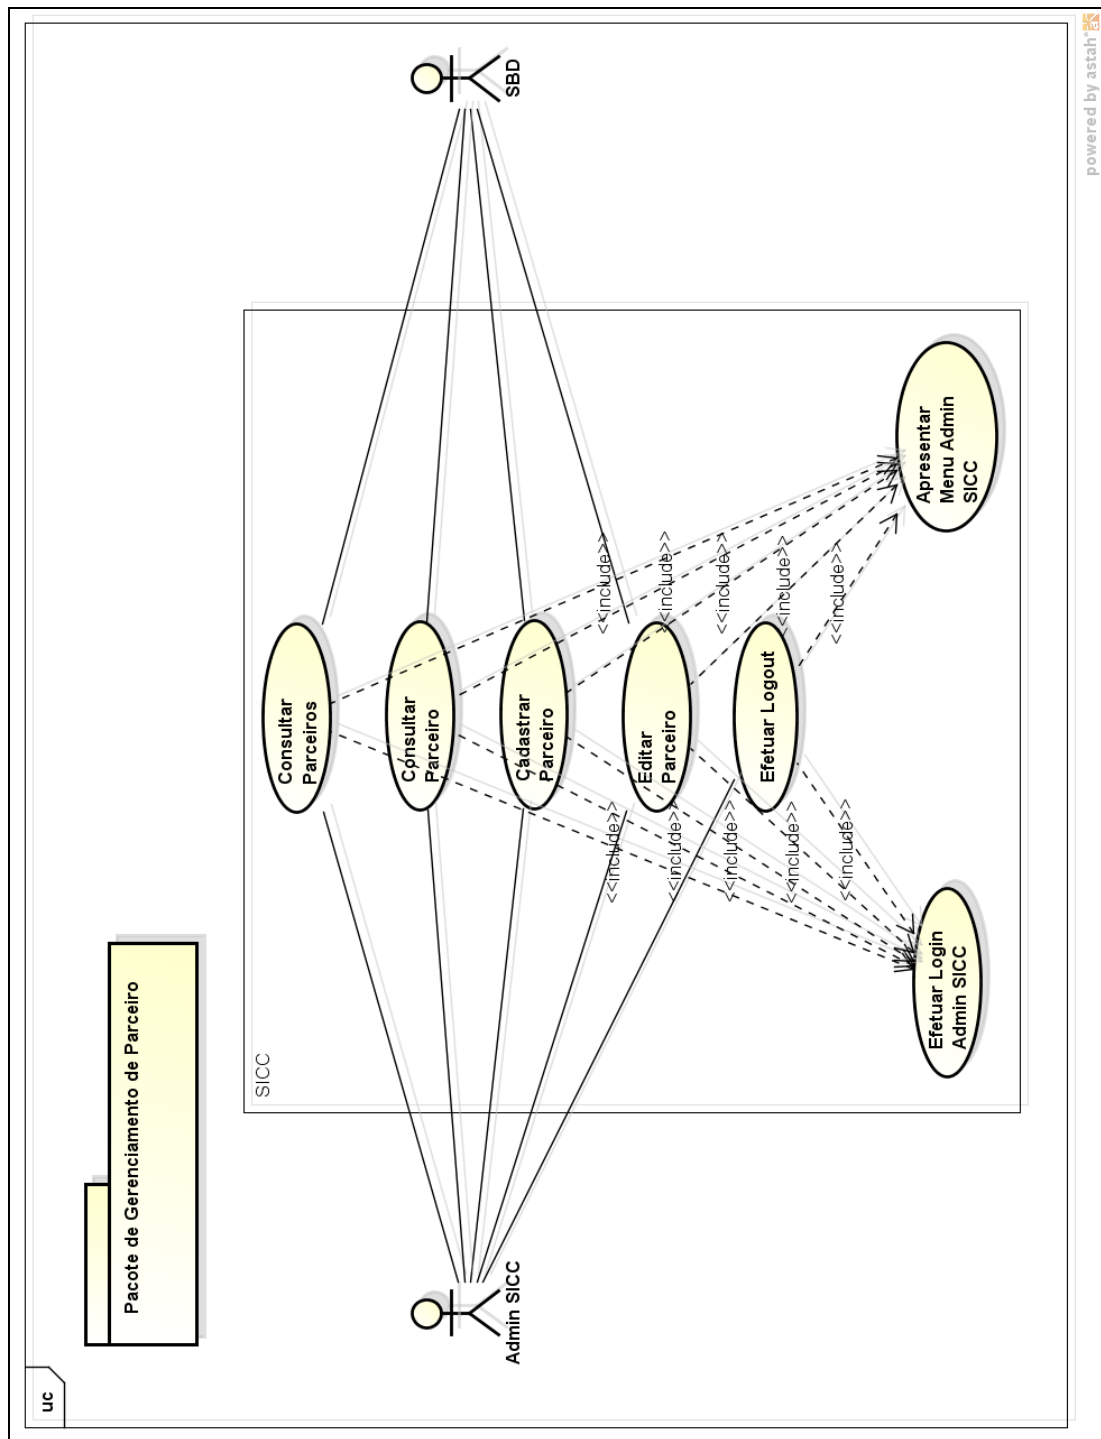 uc
Pacote de Gerenciamento de Parceiro
SICC
Consultar
Parceiros
Consultar
Parceiro
Cadastrar
Parceiro
Editar
Parceiro
Efetuar Logout
Admin SICC
SBD
<<include>>
<<include>>
<<include>>
<<include>>
<<include>>
<<include>>
<<include>>
<<include>>
<<include>>
<<include>>
Efetuar Login
Admin SICC
Apresentar
Menu Admin
SICC
powered by astah*